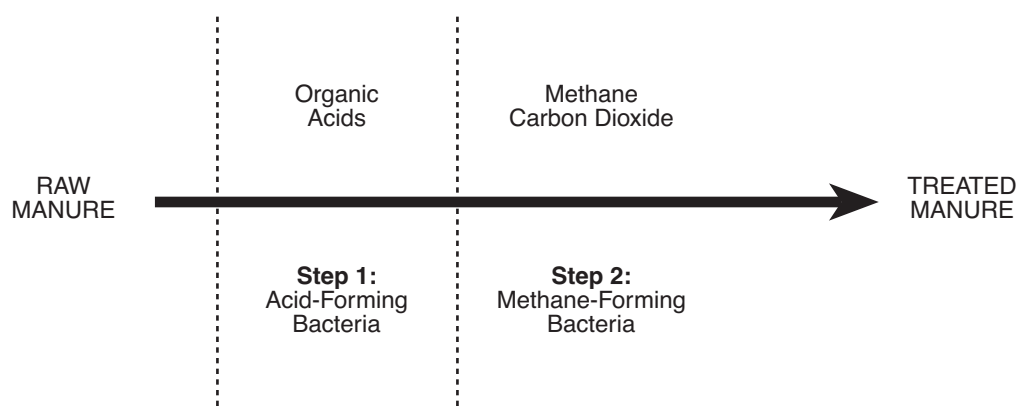 Organic
Acids
Methane
Carbon Dioxide
RAW
MANURE
TREATED
MANURE
Step 1:
Acid-Forming
Bacteria
Step 2:
Methane-Forming
Bacteria